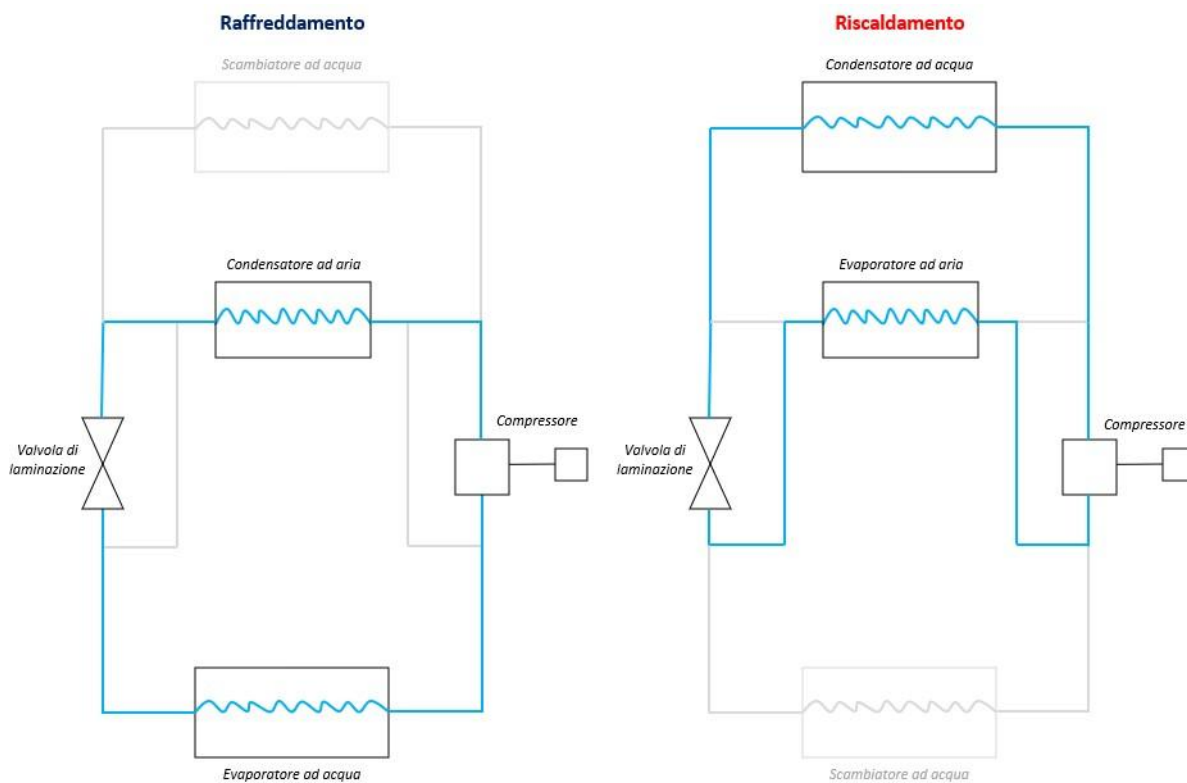 Raffreddamento
Scambiatore ad acqua
Condensatore ad aria
Compressore
Valvola di
laminazione
Evaporatore ad acqua
Riscaldamento
Condensatore ad acqua
Evaporatore ad aria
Compressore
Valvola di
laminazione
Scambiatore ad acqua